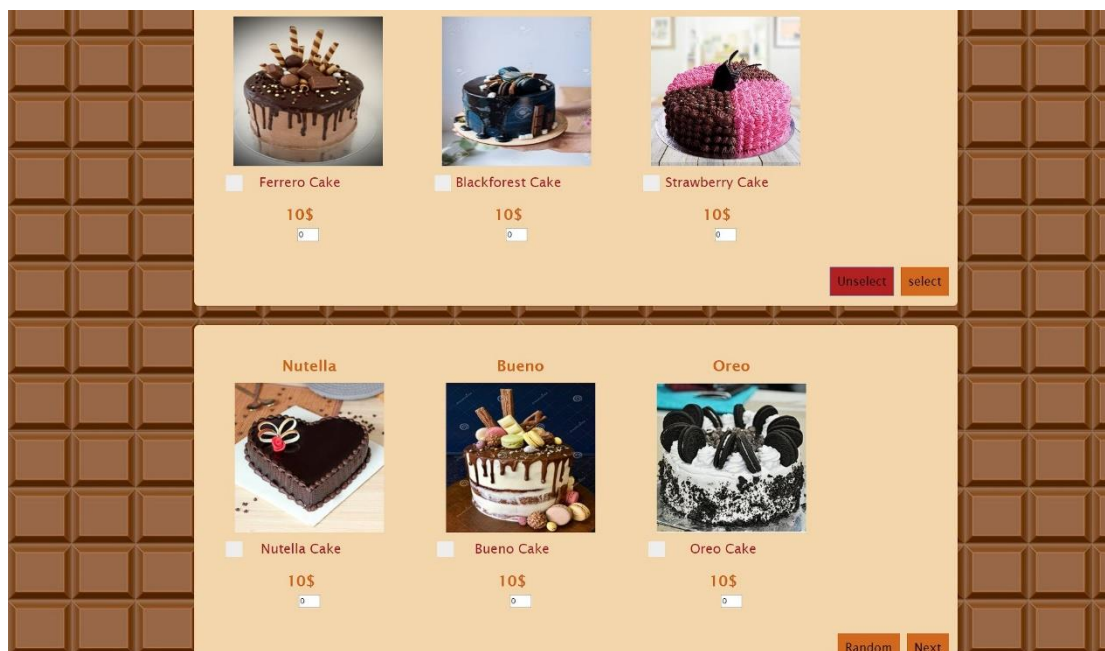 Ferrero Cake Blackforest Cake Strawberry Cake
10$ 10$ 10$
0 0 0
Unselect select
Nutella Bueno Oreo
Nutella Cake Bueno Cake Oreo Cake
10$ 10$ 10$
0 0 0
Random Next